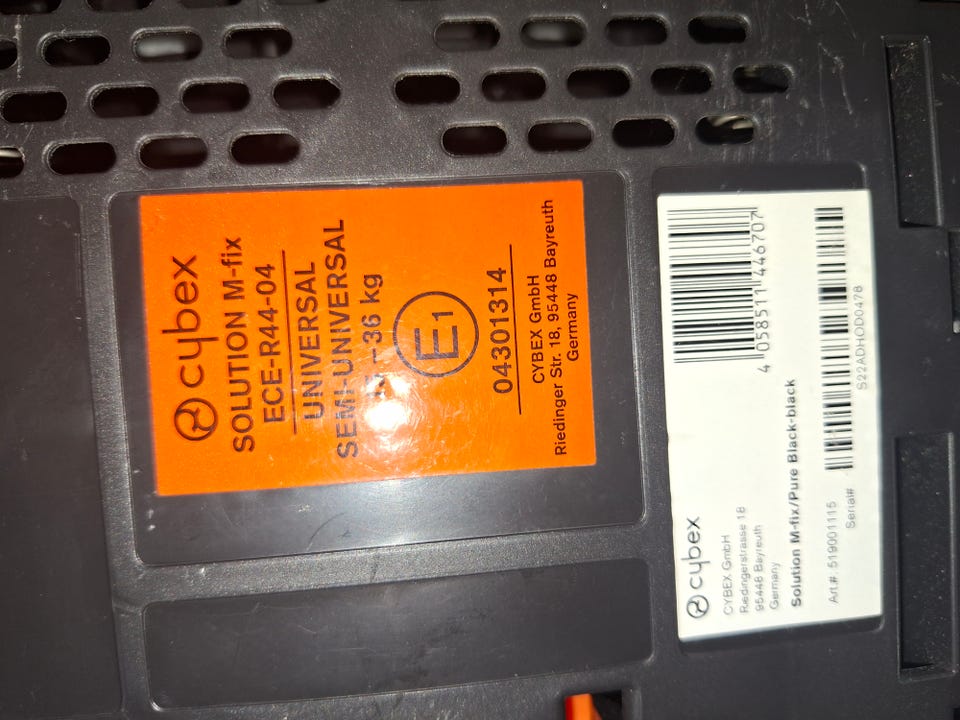 cybex
SOLUTION M-fix
ECE-R44-04
UNIVERSAL
SEMI-UNIVERSAL
-36 kg
E1
04301314
CYBEX GmbH
Riedinger Str. 18, 95448 Bayreuth
Germany
cybex
CYBEX GmbH
Riedingerstrasse 18
95448 Bayreuth
Germany
Solution M-fix/Pure Black-black
4 058511 446707
Art.# 519001115
Serial# S22ADHOD0478